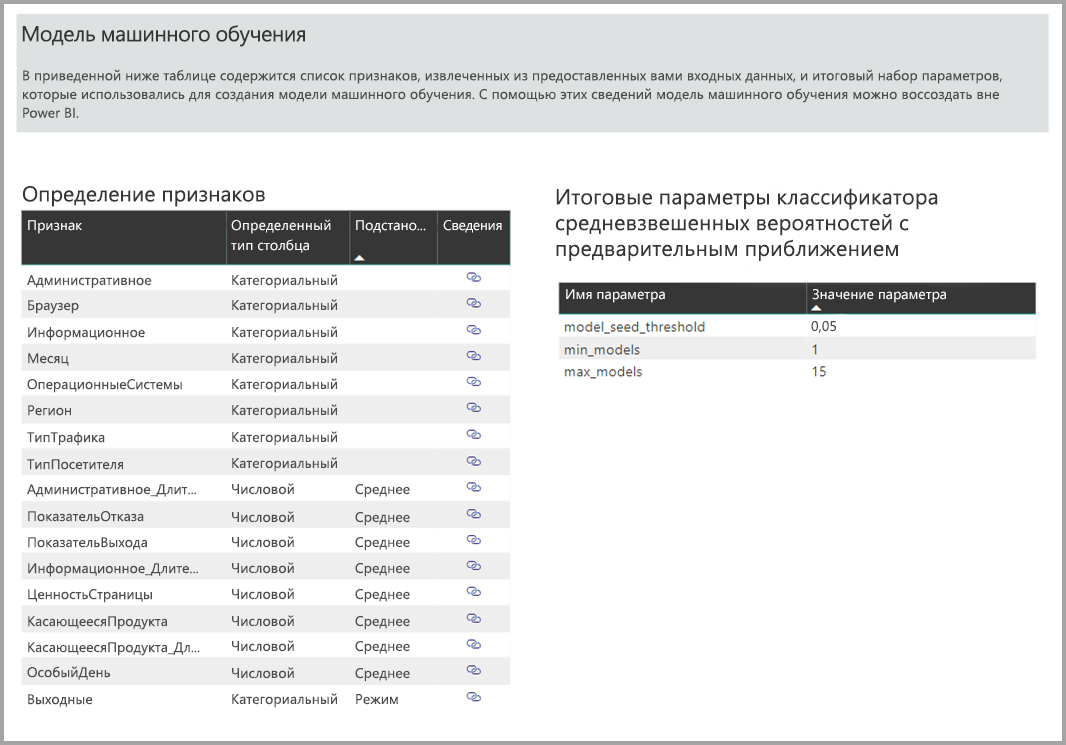 Модель машинного обучения
В приведенной ниже таблице содержится список признаков, извлеченных из предоставленных вами входных данных, и итоговый набор параметров,
которые использовались для создания модели машинного обучения. С помощью этих сведений модель машинного обучения можно воссоздать вне
Power BI.
Определение признаков
Признак Определенный тип столбца Подстано... Сведения
Административное Категориальный
Браузер Категориальный
Информационное Категориальный
Месяц Категориальный
ОперационныеСистемы Категориальный
Регион Категориальный
ТипТрафика Категориальный
ТипПосетителя Категориальный
Административное_Длит... Числовой Среднее
ПоказательОтказа Числовой Среднее
ПоказательВыхода Числовой Среднее
Информационное_Длите... Числовой Среднее
ЦенностьСтраницы Числовой Среднее
КасающеесяПродукта Числовой Среднее
КасающеесяПродукта_Дл... Числовой Среднее
ОсобыйДень Числовой Среднее
Выходные Категориальный Режим
Итоговые параметры классификатора
средневзвешенных вероятностей с
предварительным приближением
Имя параметра Значение параметра
model_seed_threshold 0,05
min_models 1
max_models 15